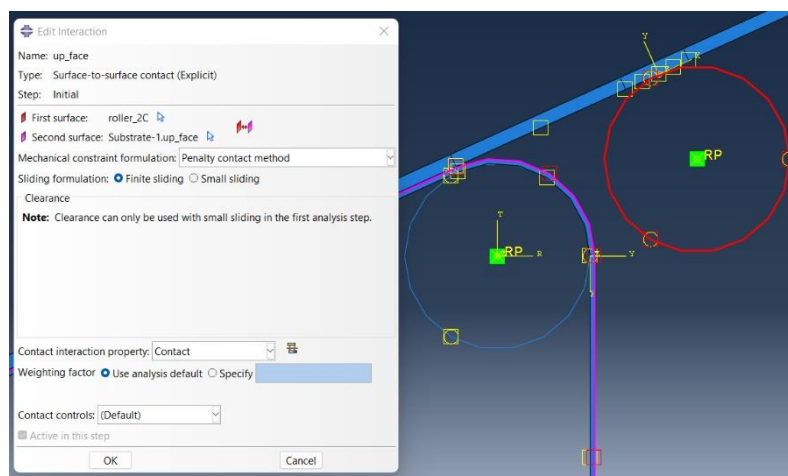 Edit Interaction
Name: up_face
Type: Surface-to-surface contact (Explicit)
Step: Initial
First surface: roller_2C
Second surface: Substrate-1.up_face
Mechanical constraint formulation: Penalty contact method
Sliding formulation: Finite sliding Small sliding
Clearance
Note: Clearance can only be used with small sliding in the first analysis step.
Contact interaction property: Contact
Weighting factor Use analysis default Specify
Contact controls: (Default)
Active in this step
OK Cancel
Y
RP
T
RP R Y